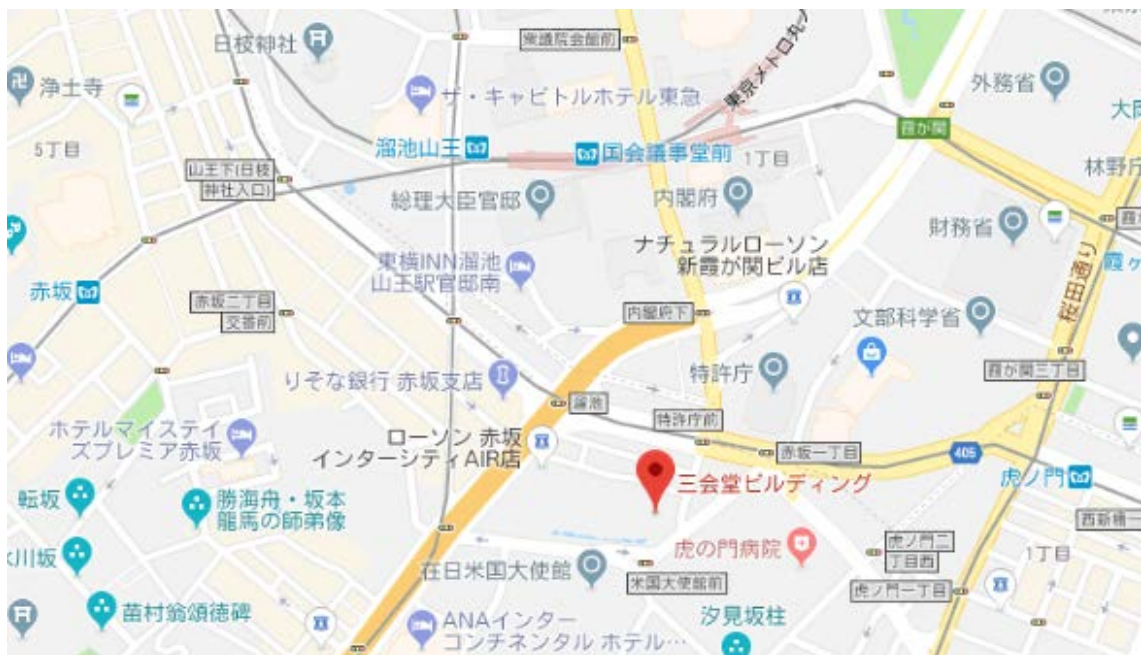 日枝神社
衆議院会館前
東京メトロ丸ノ
外務省
浄土寺
ザ・キャピトルホテル東急
霞が関
5丁目
溜池山王
国会議事堂前
1丁目
林野庁
山王下(日枝
神社入口)
総理大臣官邸
内閣府
財務省
ナチュラルローソン
新霞が関ビル店
東横INN溜池
山王駅官邸南
霞ヶ
桜田通り
赤坂
赤坂二丁目
交番前
内閣府下
文部科学省
りそな銀行 赤坂支店
特許庁
霞が関三丁目
溜池
特許庁前
ホテルマイステイ
ズプレミア赤坂
ローソン 赤坂
インターシティAIR店
赤坂一丁目
405
虎ノ門
三会堂ビルディング
転坂
勝海舟・坂本
龍馬の師弟像
西新橋一
虎の門病院
虎ノ門二
丁目西
1丁目
氷川坂
在日米国大使館
米国大使館前
虎ノ門一丁目
苗村翁頌徳碑
ANAインター
コンチネンタル ホテル…
汐見坂柱